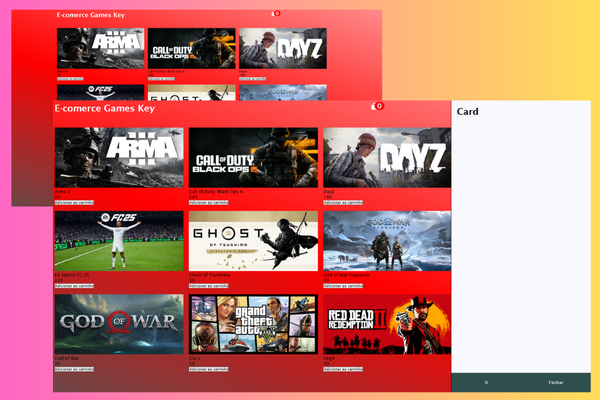 E-comerce Games Key
0
ARMA
III
CALL OF DUTY
BLACK OPS
DAYZ
FC25
GHOST
E-comerce Games Key
0
Card
ARMA
III
CALL OF DUTY
BLACK OPS
DAYZ
Arma 3
Call of Duty: Black Ops 6
DayZ
Adicionar ao carrinho
Adicionar ao carrinho
Adicionar ao carrinho
FC25
GHOST
OF TSUSHIMA
GOD OF WAR
RAGNARÖK
EA Sports FC 25
Ghost of Tsushima
God of War Ragnarok
Adicionar ao carrinho
Adicionar ao carrinho
Adicionar ao carrinho
GOD OF WAR
grand
theft
auto
RED DEAD
REDEMPTION II
God of War
Adicionar ao carrinho
Adicionar ao carrinho
Adicionar ao carrinho
0
Fechar